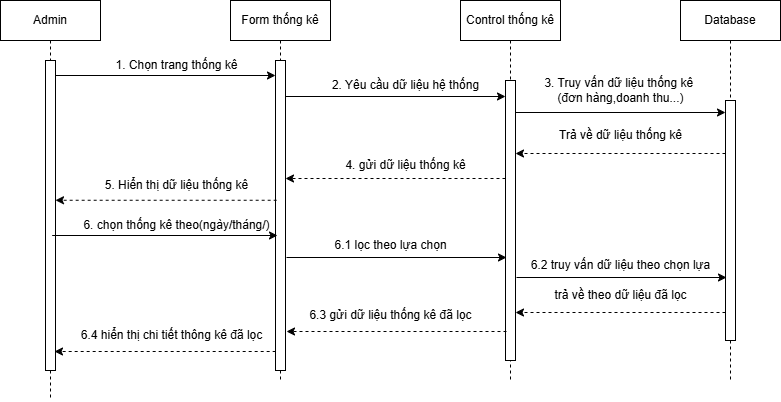 Admin
Form thống kê
Control thống kê
Database
1. Chọn trang thống kê
2. Yêu cầu dữ liệu hệ thống
3. Truy vấn dữ liệu thống kê
(đơn hàng,doanh thu...)
Trả về dữ liệu thống kê
4. gửi dữ liệu thống kê
5. Hiển thị dữ liệu thống kê
6. chọn thống kê theo(ngày/tháng/)
6.1 lọc theo lựa chọn
6.2 truy vấn dữ liệu theo chọn lựa
trả về theo dữ liệu đã lọc
6.3 gửi dữ liệu thống kê đã lọc
6.4 hiển thị chi tiết thông kê đã lọc